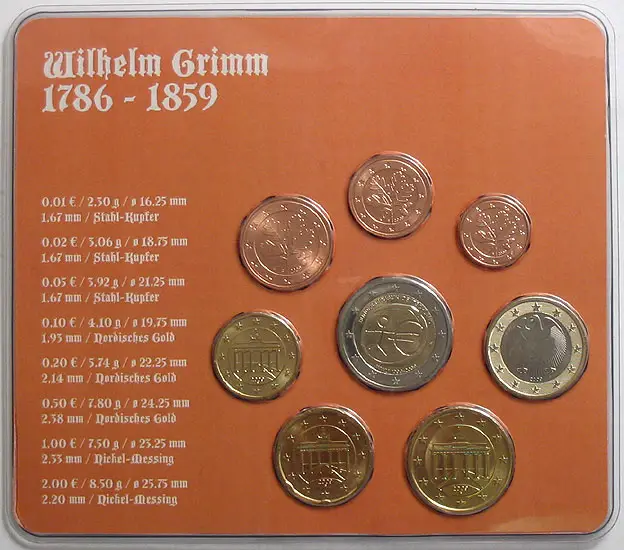 Wilhelm Grimm
1786 - 1859
0.01 € / 2.30 g / ø 16.25 mm
1.67 mm / Stahl-Kupfer
0.02 € / 3.06 g / ø 18.75 mm
1.67 mm / Stahl-Kupfer
0.05 € / 3.92 g / ø 21.25 mm
1.67 mm / Stahl-Kupfer
0.10 € / 4.10 g / ø 19.75 mm
1.93 mm / Nordisches Gold
0.20 € / 5.74 g / ø 22.25 mm
2.14 mm / Nordisches Gold
0.50 € / 7.80 g / ø 24.25 mm
2.38 mm / Nordisches Gold
1.00 € / 7.50 g / ø 23.25 mm
2.33 mm / Nickel-Messing
2.00 € / 8.50 g / ø 25.75 mm
2.20 mm / Nickel-Messing